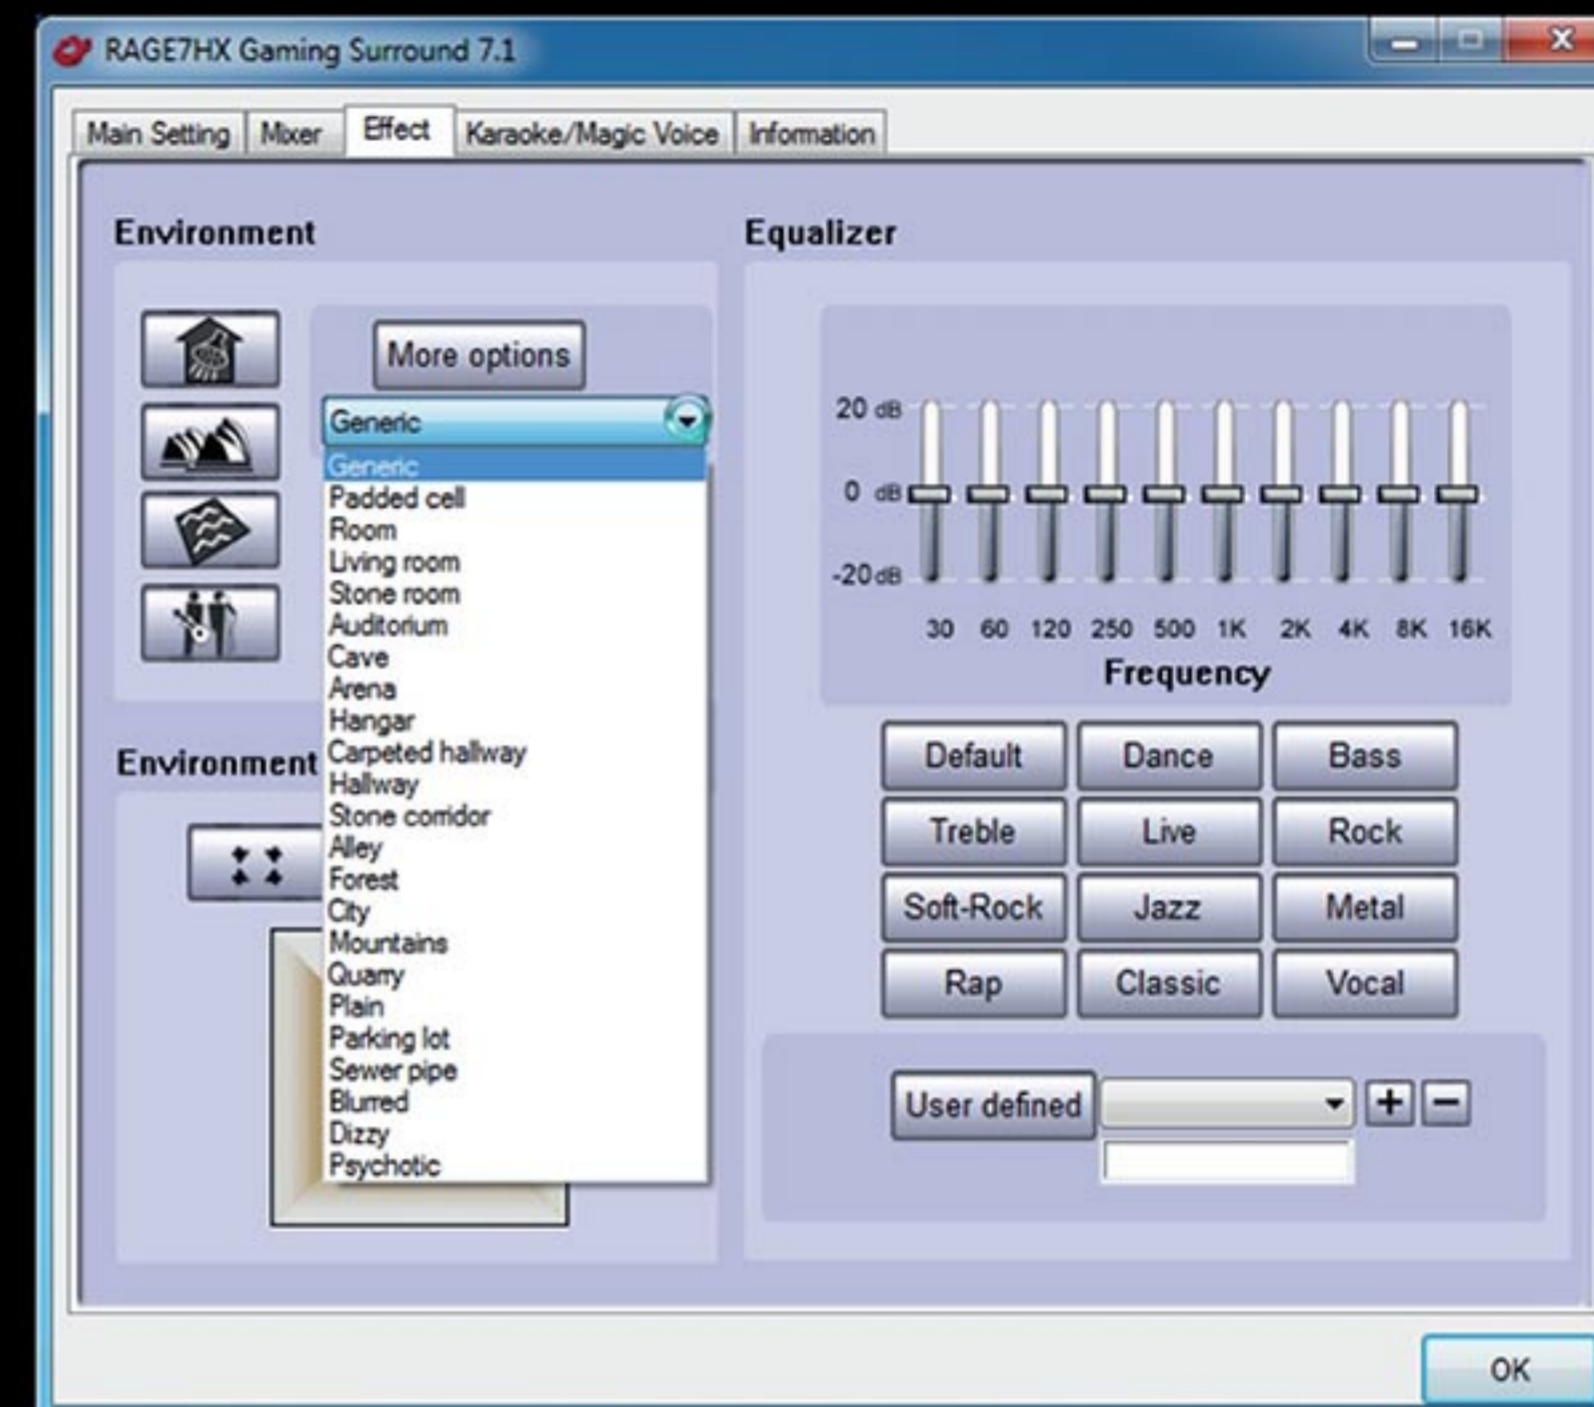 RAGE7HX Gaming Surround 7.1
Main Setting Mixer Effect Karaoke/Magic Voice Information
Environment
More options
Generic
Generic
Padded cell
Room
Living room
Stone room
Auditorium
Cave
Arena
Hangar
Carpeted hallway
Hallway
Stone corridor
Alley
Forest
City
Mountains
Quarry
Plain
Parking lot
Sewer pipe
Blurred
Dizzy
Psychotic
Environment
Equalizer
20 dB
0 dB
-20 dB
30 60 120 250 500 1K 2K 4K 8K 16K
Frequency
Default Dance Bass
Treble Live Rock
Soft-Rock Jazz Metal
Rap Classic Vocal
User defined
OK